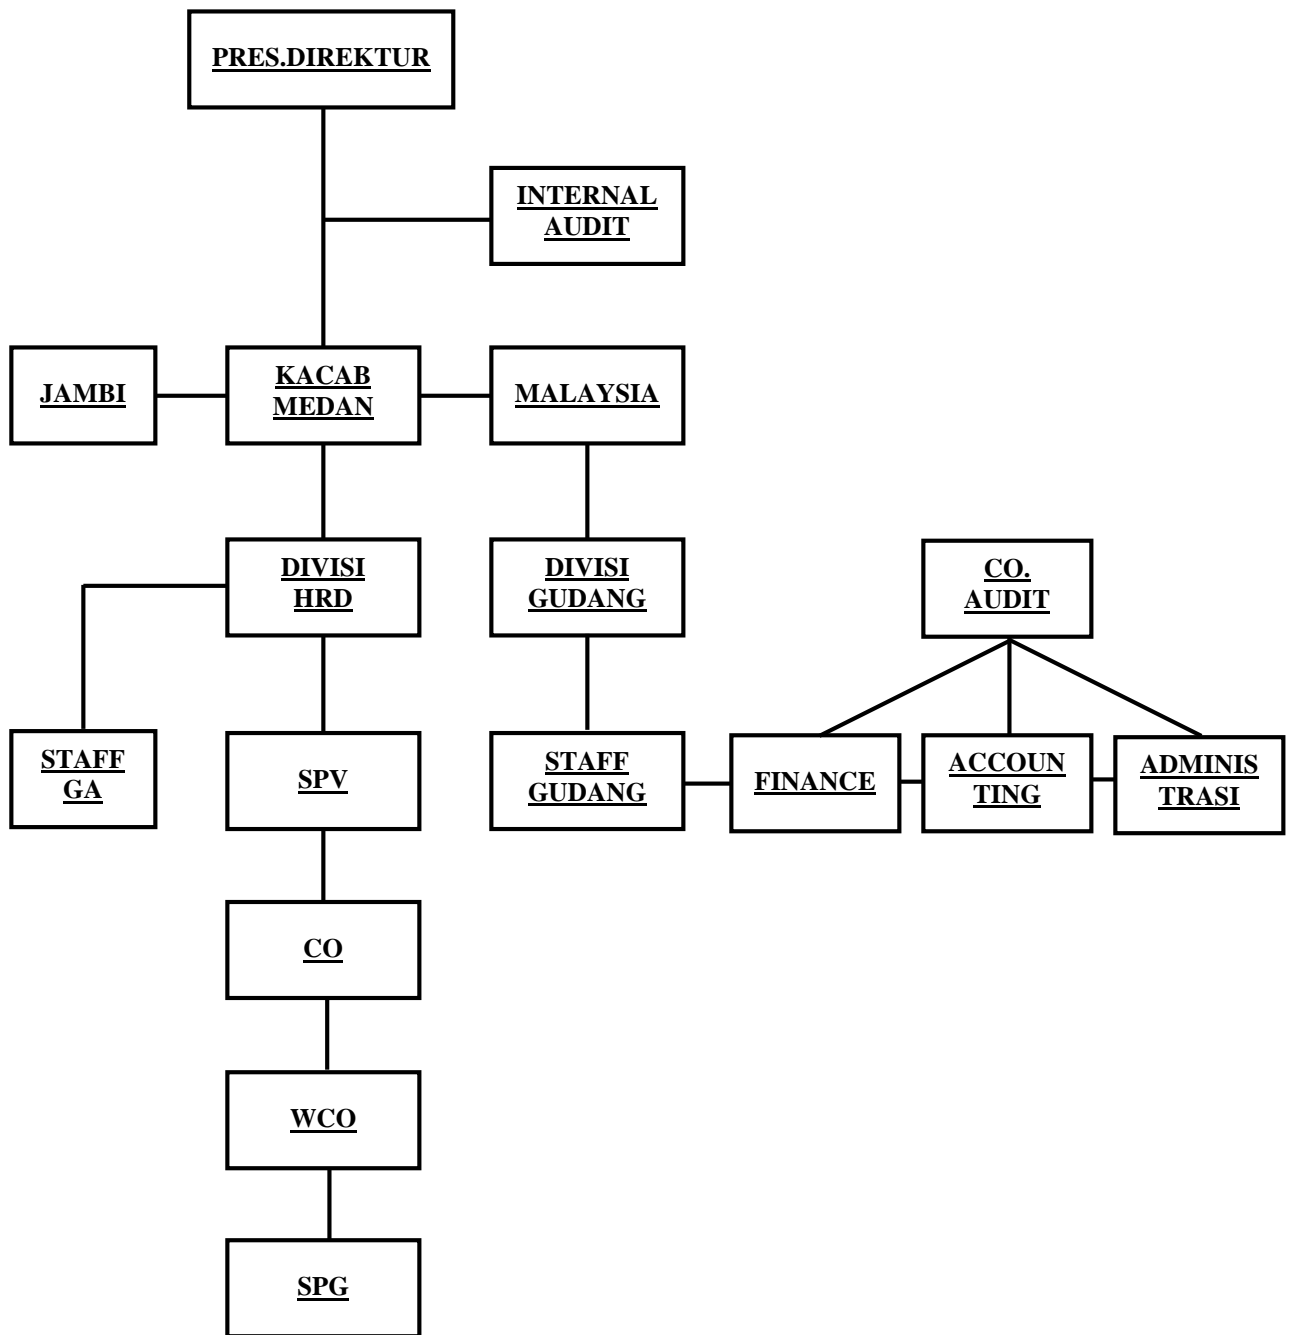 PRES.DIREKTUR
INTERNAL
AUDIT
JAMBI
KACAB
MEDAN
MALAYSIA
DIVISI
HRD
DIVISI
GUDANG
CO.
AUDIT
STAFF
GA
SPV
STAFF
GUDANG
FINANCE
ACCOUN
TING
ADMINIS
TRASI
CO
WCO
SPG